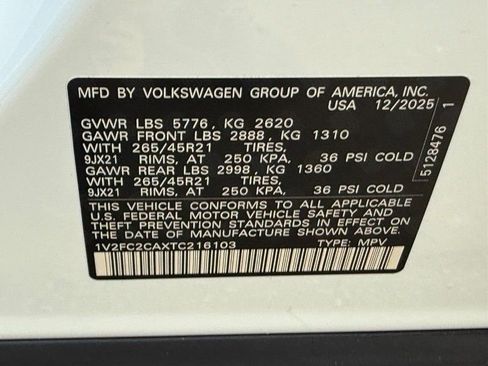 MFD BY VOLKSWAGEN GROUP OF AMERICA, INC.
USA 12/2025
GVWR LBS 5776, KG 2620
GAWR FRONT LBS 2888, KG 1310
WITH 265/45R21 TIRES,
9JX21 RIMS, AT 250 KPA, 36 PSI COLD
GAWR REAR LBS 2998, KG 1360
WITH 265/45R21 TIRES,
9JX21 RIMS, AT 250 KPA, 36 PSI COLD
THIS VEHICLE CONFORMS TO ALL APPLICABLE
U.S. FEDERAL MOTOR VEHICLE SAFETY AND
THEFT PREVENTION STANDARDS IN EFFECT ON
THE DATE OF MANUFACTURE SHOWN ABOVE.
1V2FC2CAXTC216103 TYPE: MPV
5128476 1